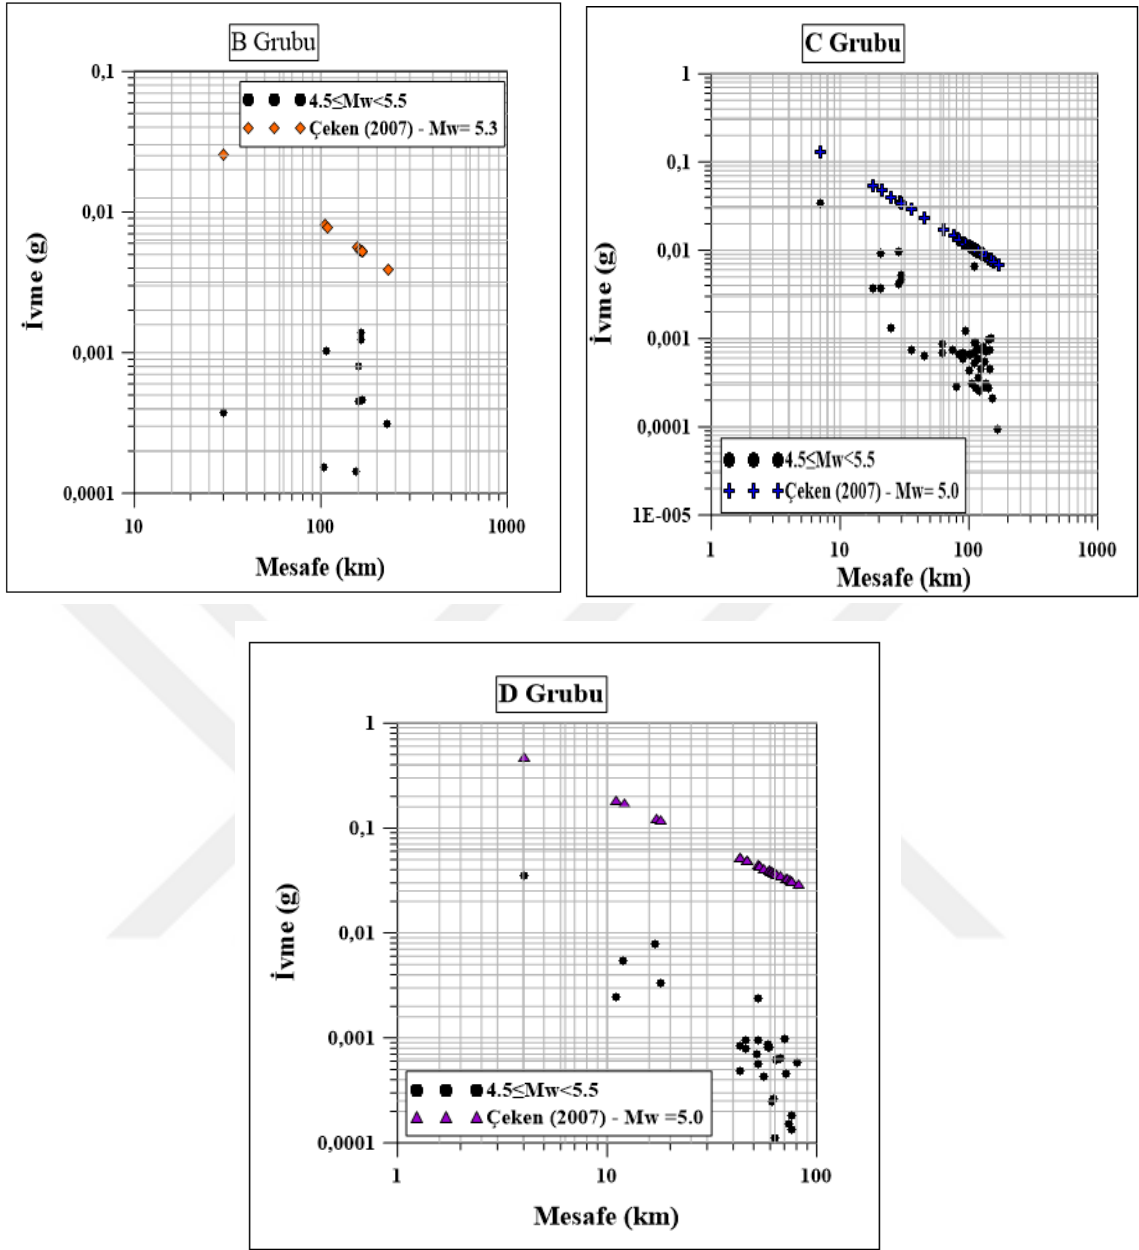 B Grubu
0,1
0,01
0,001
0,0001
İvme (g)
4.5≤Mw<5.5
Çeken (2007) - Mw= 5.3
10
100
1000
Mesafe (km)
C Grubu
1
0,1
0,01
0,001
0,0001
1E-005
İvme (g)
4.5≤Mw<5.5
Çeken (2007) - Mw= 5.0
1
10
100
1000
Mesafe (km)
D Grubu
1
0,1
0,01
0,001
0,0001
İvme (g)
4.5≤Mw<5.5
Çeken (2007) - Mw =5.0
1
10
100
Mesafe (km)